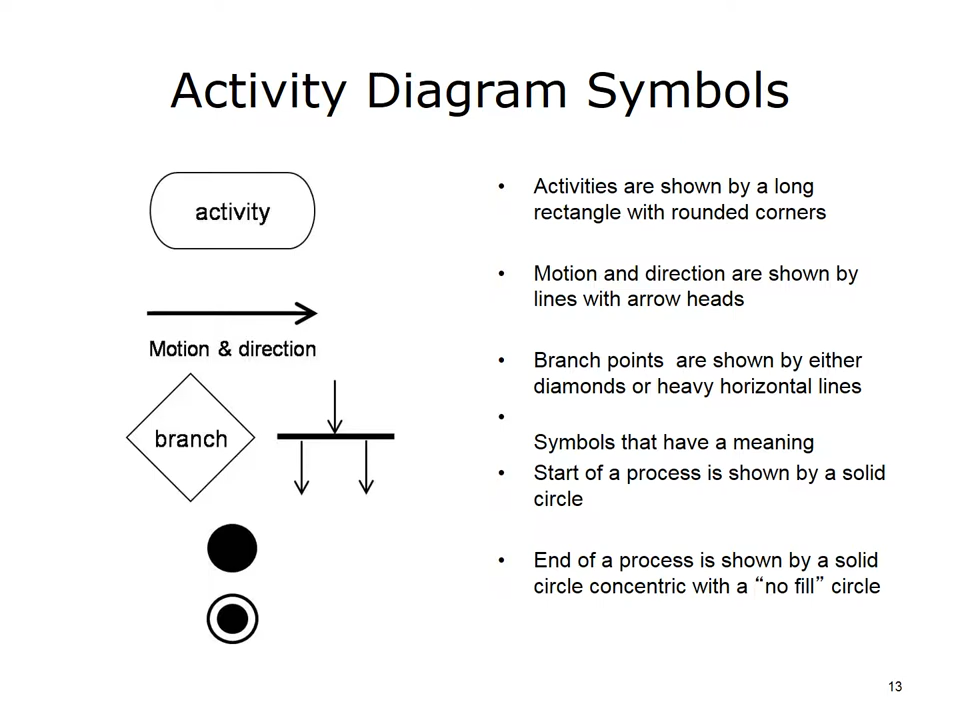 Activity Diagram Symbols
activity
Motion & direction
branch
• Activities are shown by a long
rectangle with rounded corners
• Motion and direction are shown by
lines with arrow heads
• Branch points  are shown by either
diamonds or heavy horizontal lines
•
Symbols that have a meaning
• Start of a process is shown by a solid
circle
• End of a process is shown by a solid
circle concentric with a “no fill” circle
13